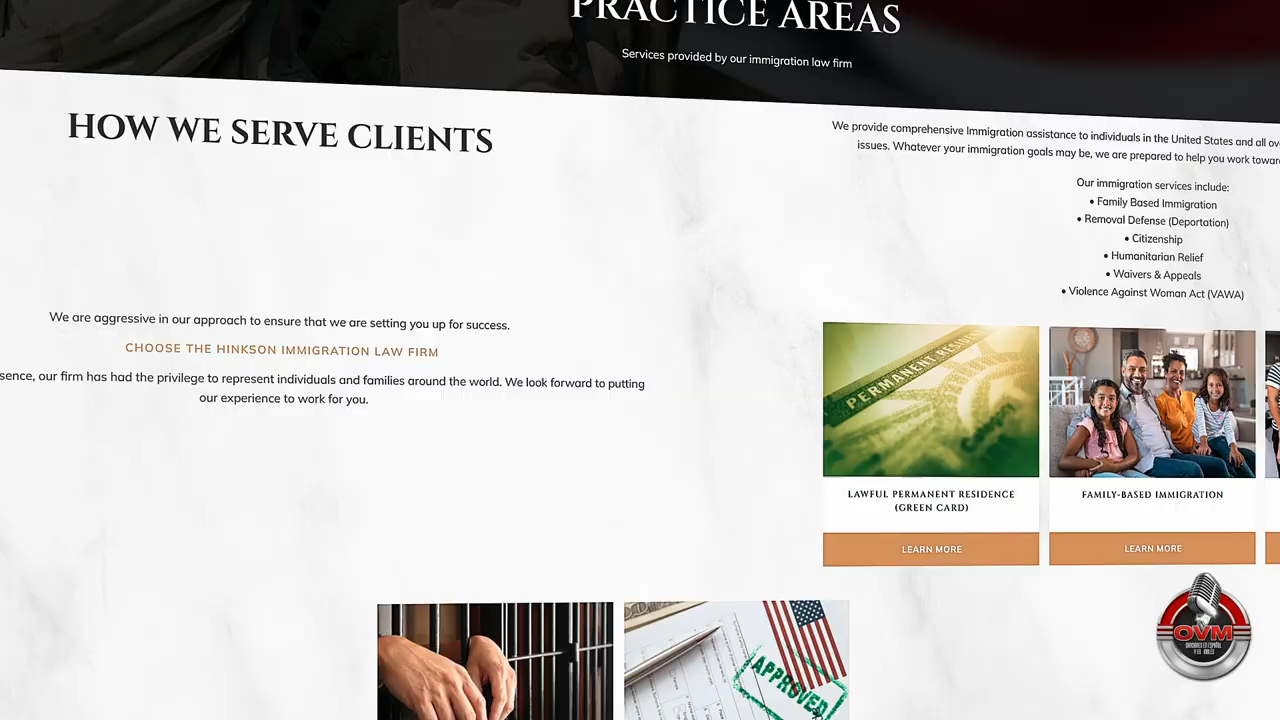 PRACTICE AREAS
Services provided by our immigration law firm
HOW WE SERVE CLIENTS
We are aggressive in our approach to ensure that we are setting you up for success.
CHOOSE THE HINKSON IMMIGRATION LAW FIRM
our firm has had the privilege to represent individuals and families around the world. We look forward to putting
our experience to work for you.
We provide comprehensive Immigration assistance to individuals in the United States and all
issues. Whatever your immigration goals may be, we are prepared to help you work
Our immigration services include:
• Family Based Immigration
• Removal Defense (Deportation)
• Citizenship
• Humanitarian Relief
• Waivers & Appeals
• Violence Against Woman Act (VAWA)
PERMANENT
LAWFUL PERMANENT RESIDENCE
(GREEN CARD)
LEARN MORE
FAMILY-BASED IMMIGRATION
LEARN MORE
APPROVED
OVM